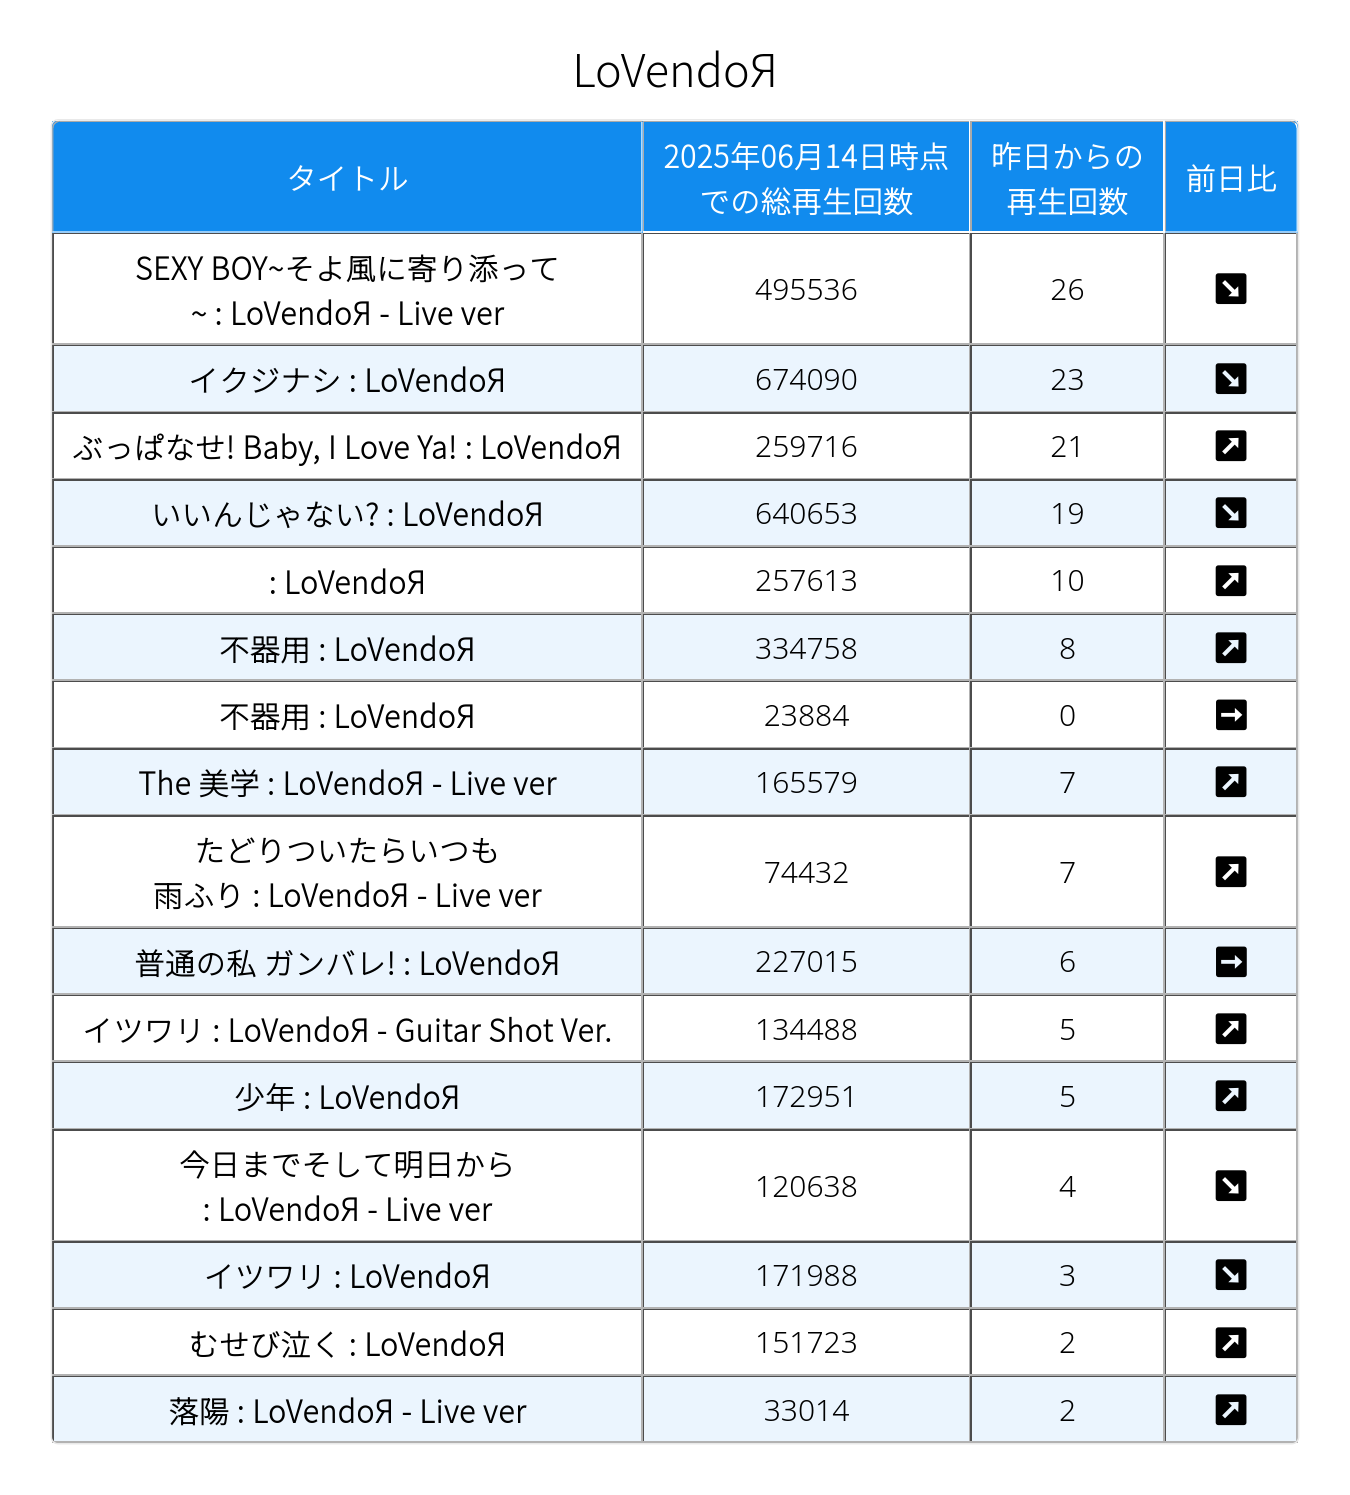 LoVendoЯ
タイトル
2025年06月14日時点
での総再生回数
昨日からの
再生回数
前日比
SEXY BOY~そよ風に寄り添って
~ : LoVendoЯ - Live ver
495536
26
↘
イクジナシ : LoVendoЯ
674090
23
↘
ぶっぱなせ! Baby, I Love Ya! : LoVendoЯ
259716
21
↗
いいんじゃない? : LoVendoЯ
640653
19
↘
: LoVendoЯ
257613
10
↗
不器用 : LoVendoЯ
334758
8
↗
不器用 : LoVendoЯ
23884
0
→
The 美学 : LoVendoЯ - Live ver
165579
7
↗
たどりついたらいつも
雨ふり : LoVendoЯ - Live ver
74432
7
↗
普通の私 ガンバレ! : LoVendoЯ
227015
6
→
イツワリ : LoVendoЯ - Guitar Shot Ver.
134488
5
↗
少年 : LoVendoЯ
172951
5
↗
今日までそして明日から
: LoVendoЯ - Live ver
120638
4
↘
イツワリ : LoVendoЯ
171988
3
↘
むせび泣く : LoVendoЯ
151723
2
↗
落陽 : LoVendoЯ - Live ver
33014
2
↗